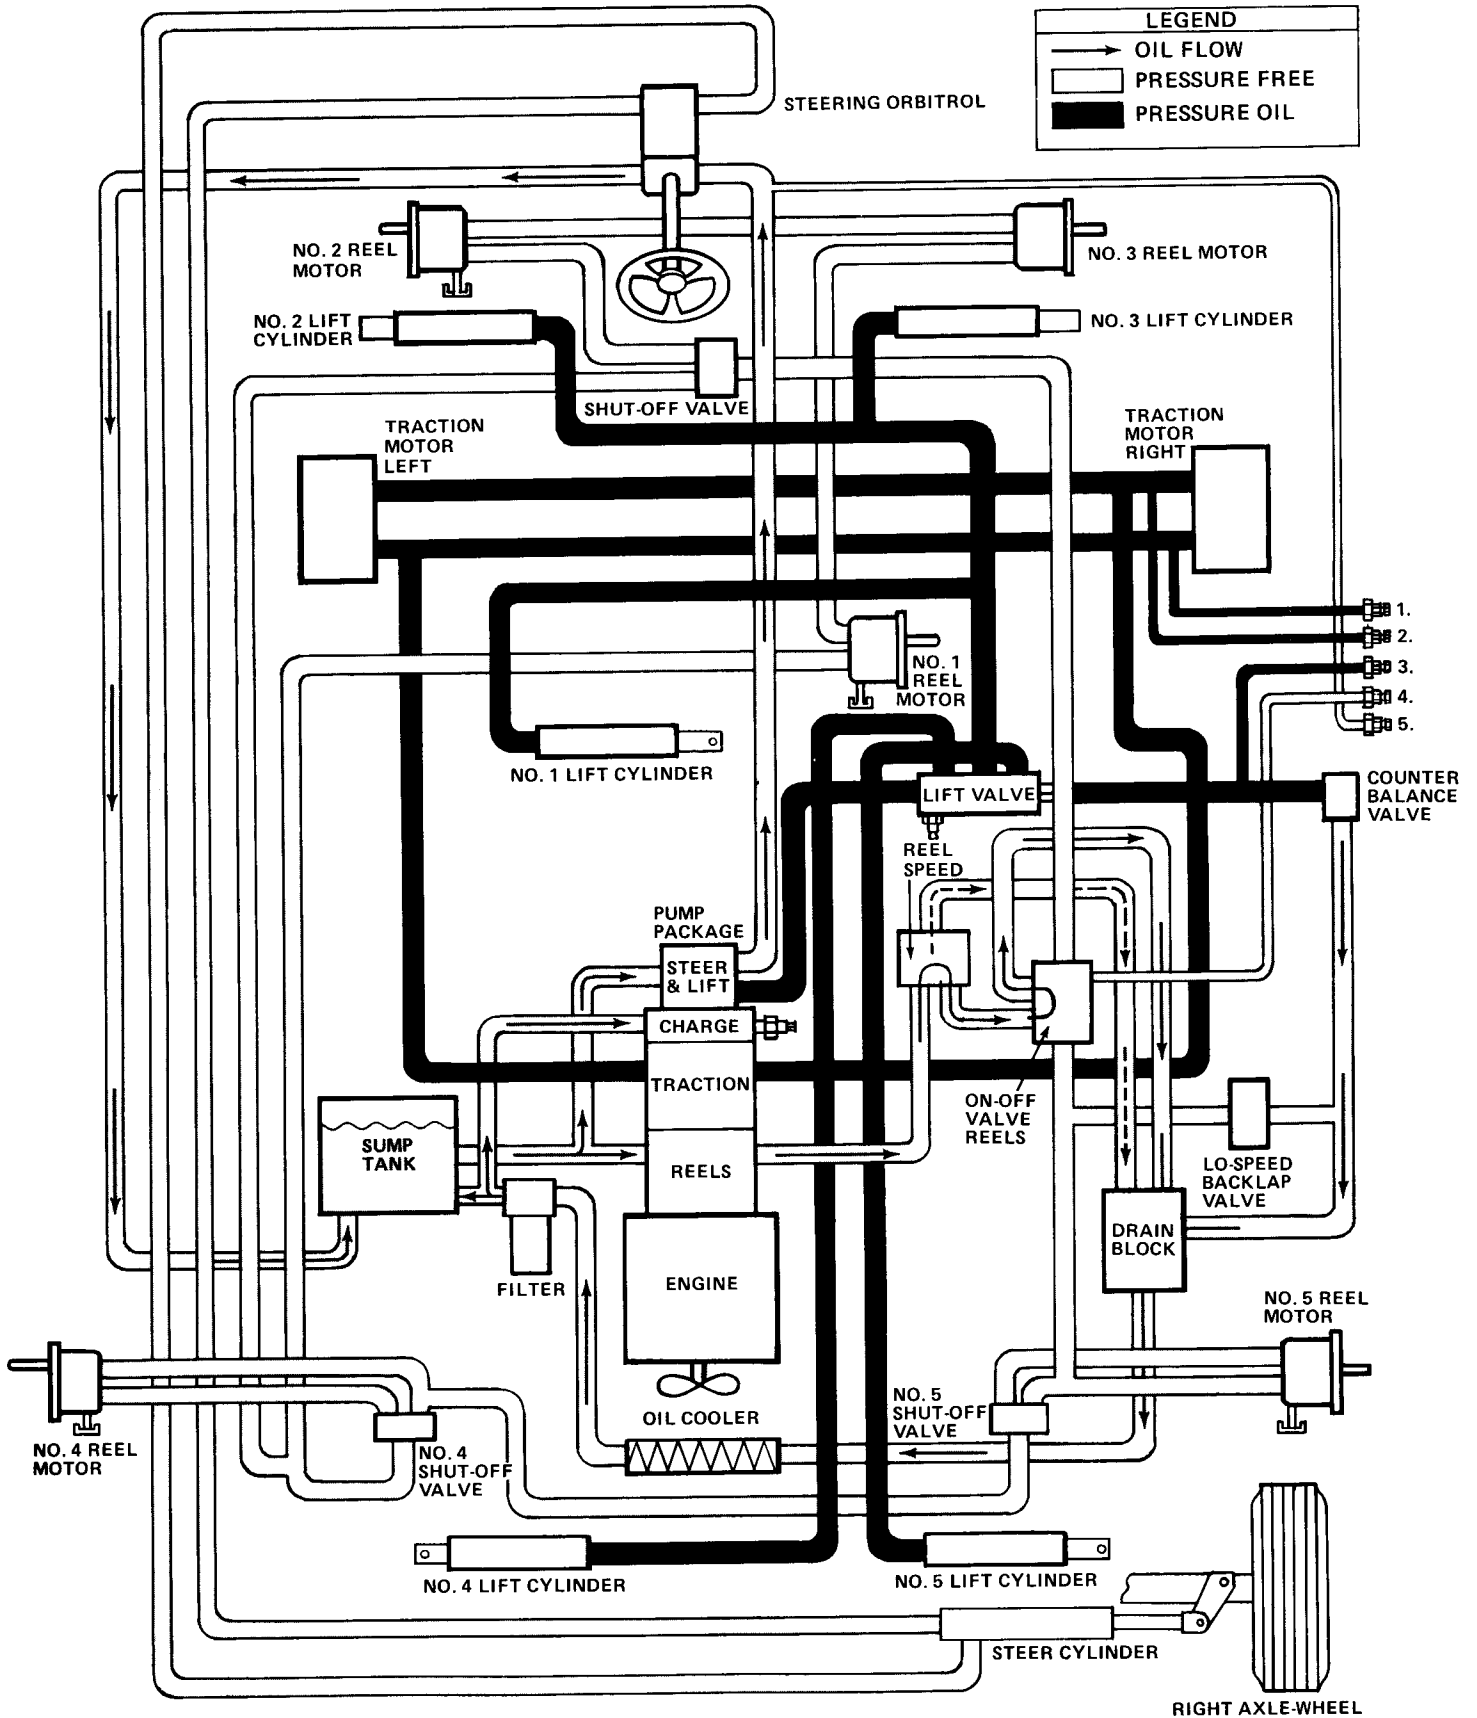 LEGEND
OIL FLOW
PRESSURE FREE
PRESSURE OIL
STEERING ORBITROL
NO. 2 REEL
MOTOR
NO. 3 REEL MOTOR
NO. 2 LIFT
CYLINDER
NO. 3 LIFT CYLINDER
SHUT-OFF VALVE
TRACTION
MOTOR
LEFT
TRACTION
MOTOR
RIGHT
1.
2.
3.
4.
5.
NO. 1
REEL
MOTOR
NO. 1 LIFT CYLINDER
LIFT VALVE
COUNTER
BALANCE
VALVE
REEL
SPEED
PUMP
PACKAGE
STEER
& LIFT
CHARGE
TRACTION
REELS
ENGINE
ON-OFF
VALVE
REELS
SUMP
TANK
FILTER
LO-SPEED
BACKLAP
VALVE
DRAIN
BLOCK
NO. 5 REEL
MOTOR
OIL COOLER
NO. 5
SHUT-OFF
VALVE
NO. 4 REEL
MOTOR
NO. 4
SHUT-OFF
VALVE
NO. 4 LIFT CYLINDER
NO. 5 LIFT CYLINDER
STEER CYLINDER
RIGHT AXLE-WHEEL